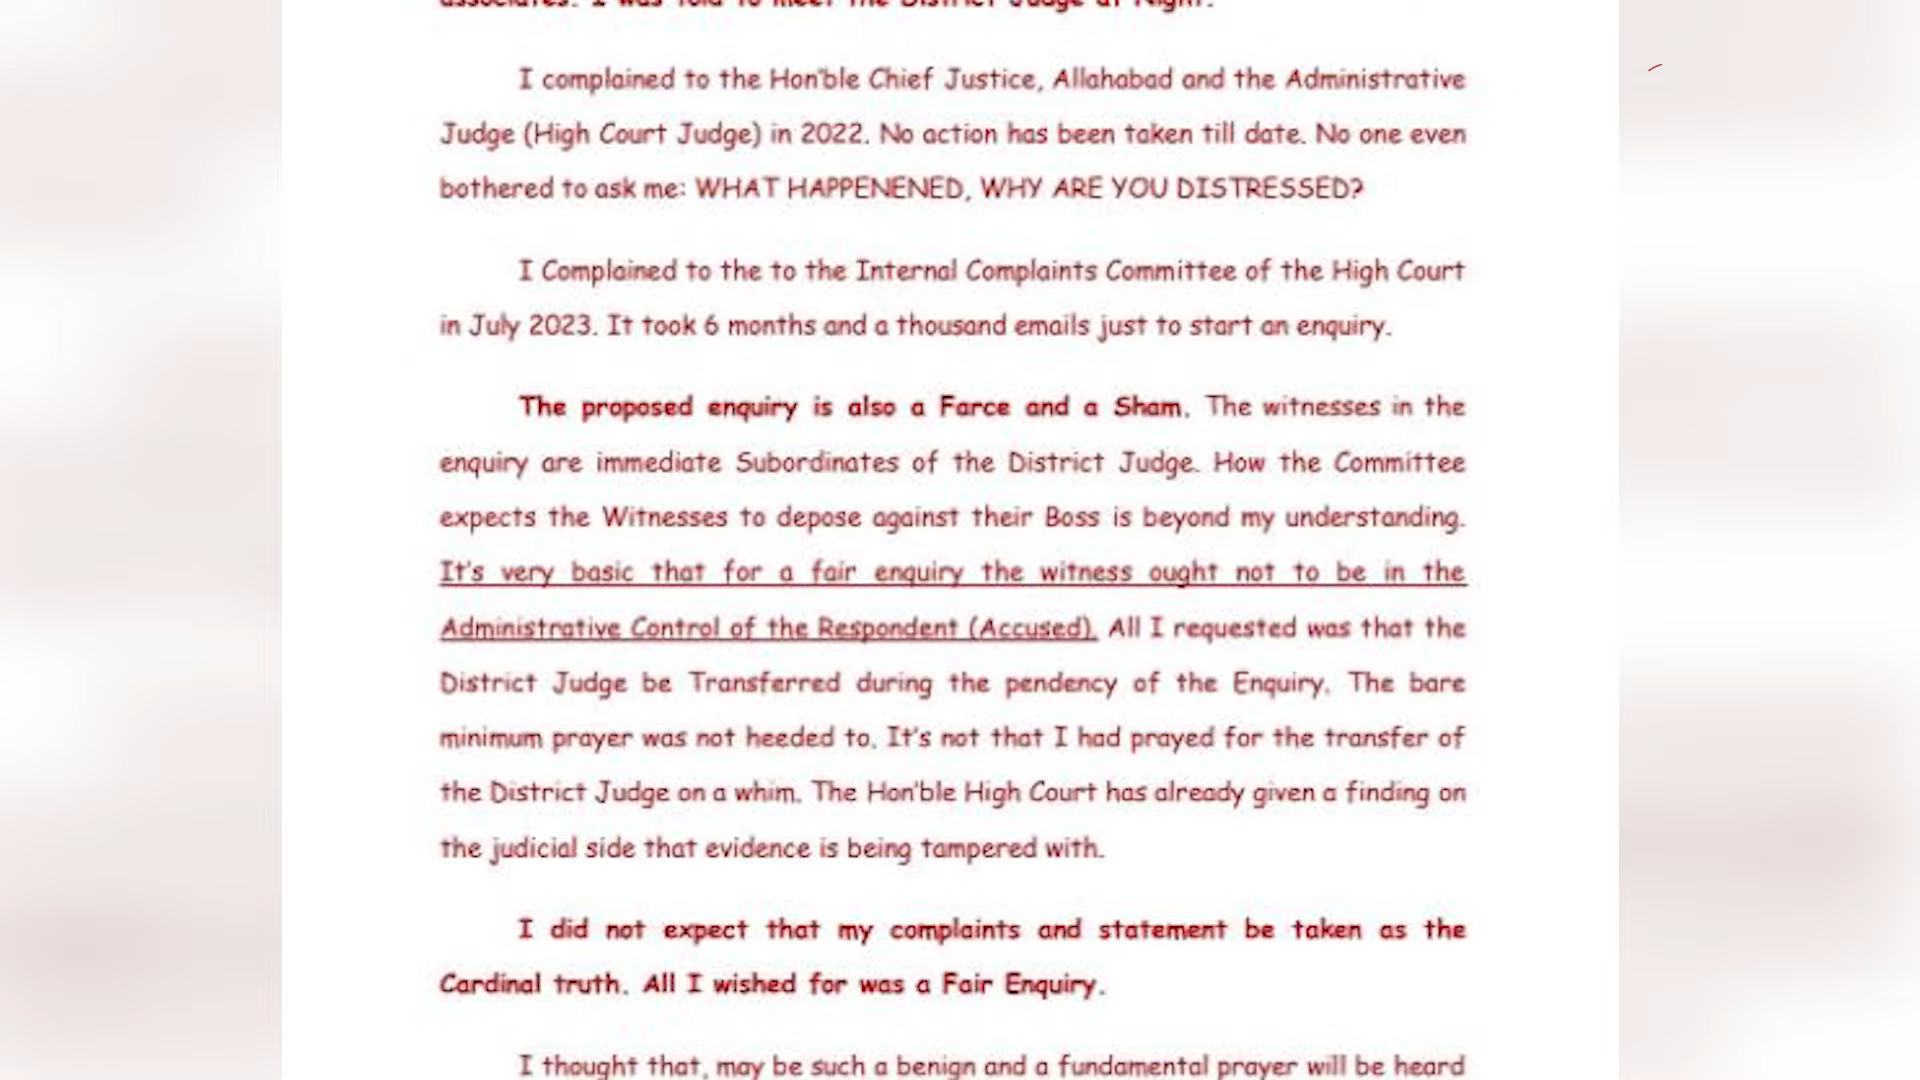 associates. I was told to meet the District Judge at Night.
I complained to the Hon'ble Chief Justice, Allahabad and the Administrative
Judge (High Court Judge) in 2022. No action has been taken till date. No one even
bothered to ask me: WHAT HAPPENENED, WHY ARE YOU DISTRESSED?
I Complained to the to the Internal Complaints Committee of the High Court
in July 2023. It took 6 months and a thousand emails just to start an enquiry.
The proposed enquiry is also a Farce and a Sham. The witnesses in the
enquiry are immediate Subordinates of the District Judge. How the Committee
expects the Witnesses to depose against their Boss is beyond my understanding.
It's very basic that for a fair enquiry the witness ought not to be in the
Administrative Control of the Respondent (Accused). All I requested was that the
District Judge be Transferred during the pendency of the Enquiry. The bare
minimum prayer was not heeded to. It's not that I had prayed for the transfer of
the District Judge on a whim. The Hon'ble High Court has already given a finding on
the judicial side that evidence is being tampered with.
I did not expect that my complaints and statement be taken as the
Cardinal truth. All I wished for was a Fair Enquiry.
I thought that, may be such a benign and a fundamental prayer will be heard